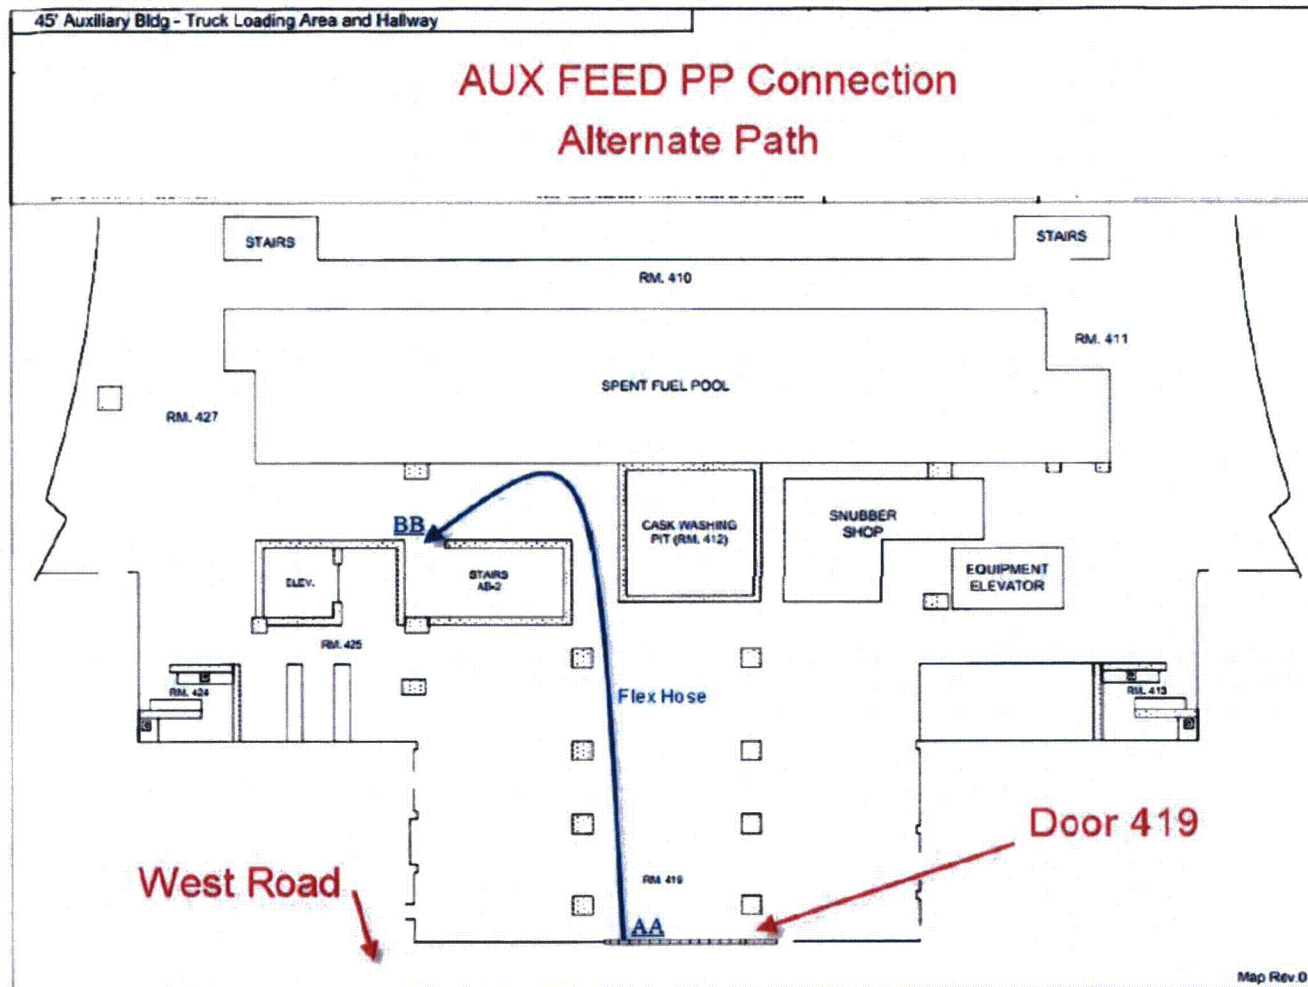 45' Auxiliary Bldg - Truck Loading Area and Hallway
AUX FEED PP Connection
Alternate Path
STAIRS
STAIRS
RM. 410
RM. 411
SPENT FUEL POOL
RM. 427
BB
CASK WASHING
PIT (RM. 412)
SNUBBER
SHOP
ELEV.
STAIRS
AB-2
EQUIPMENT
ELEVATOR
RM. 425
RM. 424
Flex Hose
RM. 413
Door 419
West Road
RM. 419
AA
Map Rev.0